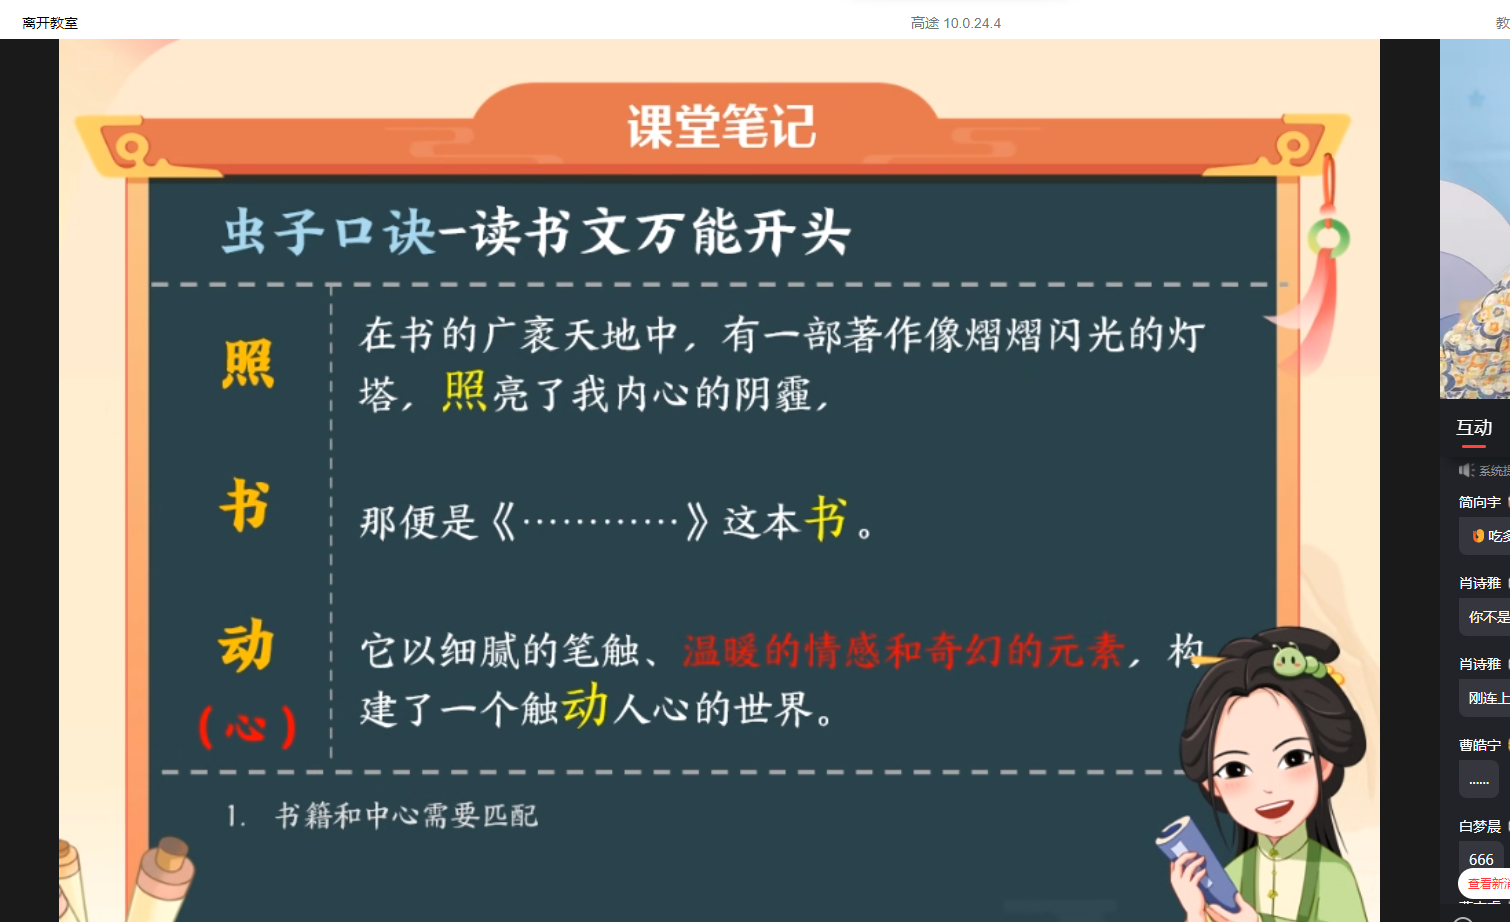 离开教室
高途 10.0.24.4
教
课堂笔记
虫子口诀-读书文万能开头
照
在书的广袤天地中，有一部著作像熠熠闪光的灯
塔，照亮了我内心的阴霾，
书
那便是《············》这本书。
动
（心）
它以细腻的笔触、温暖的情感和奇幻的元素，构
建了一个触动人心的世界。
1. 书籍和中心需要匹配
互动
系统提
简向宇
吃多
肖诗雅
你不是
肖诗雅
刚连上
曹皓宁
......
白梦晨
666
查看新消